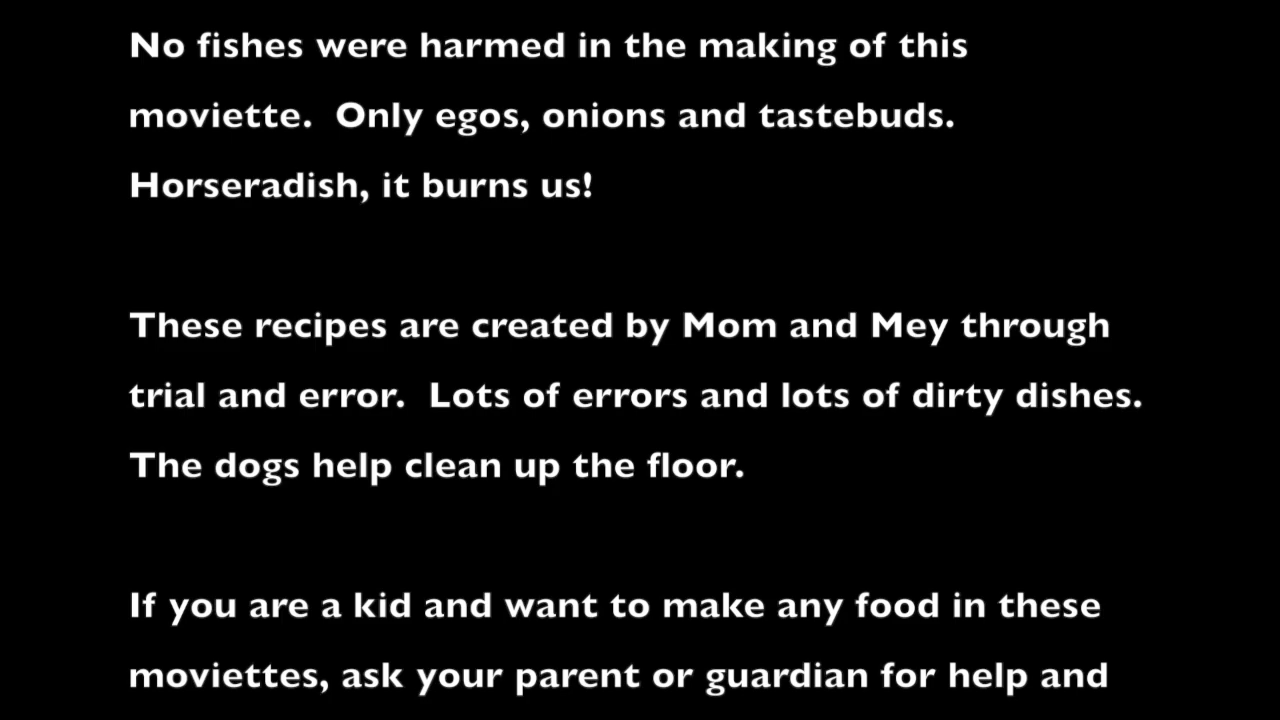 No fishes were harmed in the making of this
moviette.  Only egos, onions and tastebuds.
Horseradish, it burns us!
These recipes are created by Mom and Mey through
trial and error.  Lots of errors and lots of dirty dishes.
The dogs help clean up the floor.
If you are a kid and want to make any food in these
moviettes, ask your parent or guardian for help and